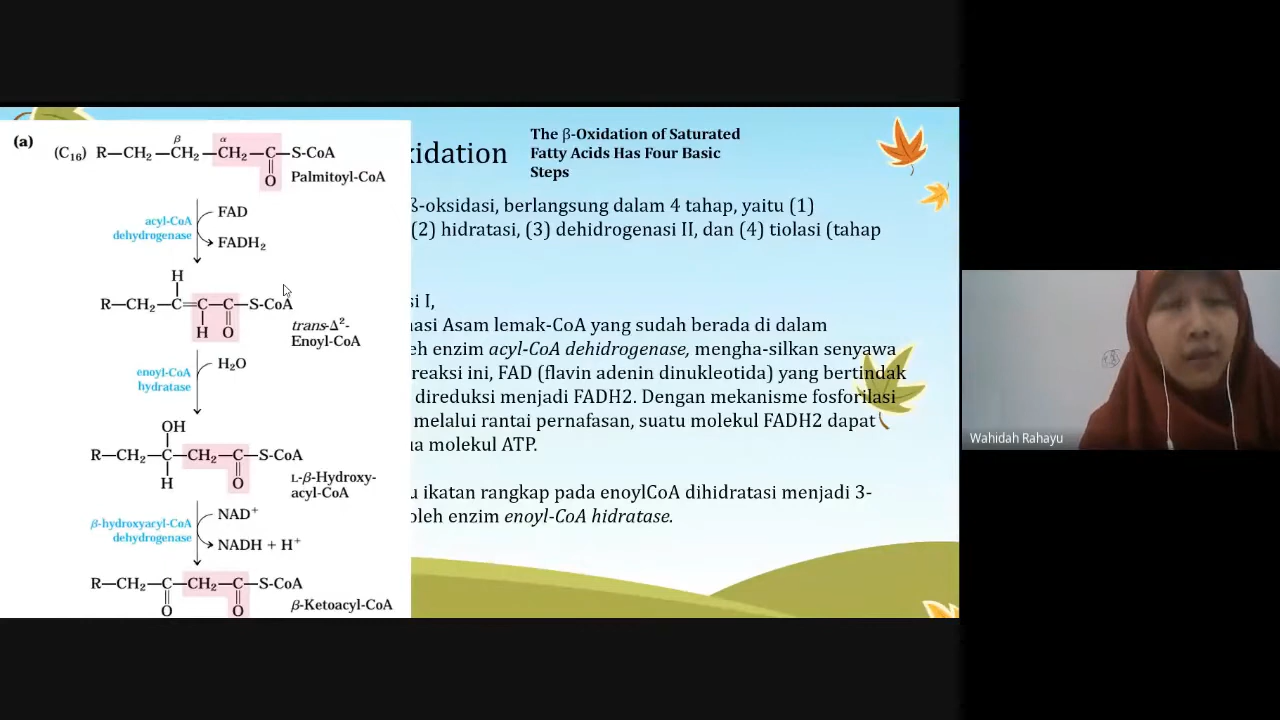 (a)
β α
(C₁₆) R—CH₂—CH₂—CH₂—C—S-CoA
O
Palmitoyl-CoA
acyl-CoA
dehydrogenase
FAD
FADH₂
H
R—CH₂—C=C—C—S-CoA
H O
trans-Δ²-
Enoyl-CoA
enoyl-CoA
hydratase
H₂O
OH
R—CH₂—C—CH₂—C—S-CoA
H O
L-β-Hydroxy-
acyl-CoA
β-hydroxyacyl-CoA
dehydrogenase
NAD⁺
NADH + H⁺
R—CH₂—C—CH₂—C—S-CoA
O O
β-Ketoacyl-CoA
The β-Oxidation of Saturated
Fatty Acids Has Four Basic
Steps
ß-oksidasi, berlangsung dalam 4 tahap, yaitu (1)
(2) hidratasi, (3) dehidrogenasi II, dan (4) tiolasi (tahap
I,
Asam lemak-CoA yang sudah berada di dalam
enzim acyl-CoA dehidrogenase, mengha-silkan senyawa
reaksi ini, FAD (flavin adenin dinukleotida) yang bertindak
direduksi menjadi FADH2. Dengan mekanisme fosforilasi
melalui rantai pernafasan, suatu molekul FADH2 dapat
molekul ATP.
ikatan rangkap pada enoylCoA dihidratasi menjadi 3-
oleh enzim enoyl-CoA hidratase.
Wahidah Rahayu